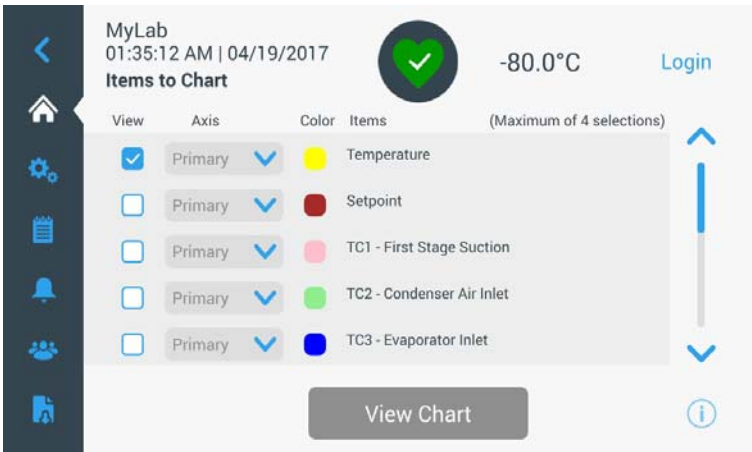 MyLab
01:35:12 AM | 04/19/2017
Items to Chart
-80.0°C
Login
View Axis Color Items (Maximum of 4 selections)
Primary Temperature
Primary Setpoint
Primary TC1 - First Stage Suction
Primary TC2 - Condenser Air Inlet
Primary TC3 - Evaporator Inlet
View Chart